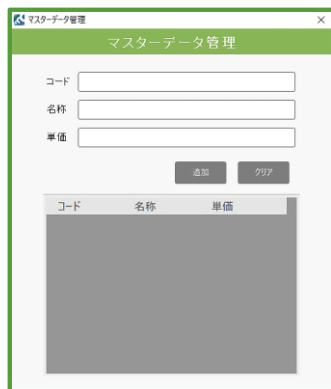 マスターデータ管理
マスターデータ管理
コード
名称
単価
追加 クリア
コード 名称 単価